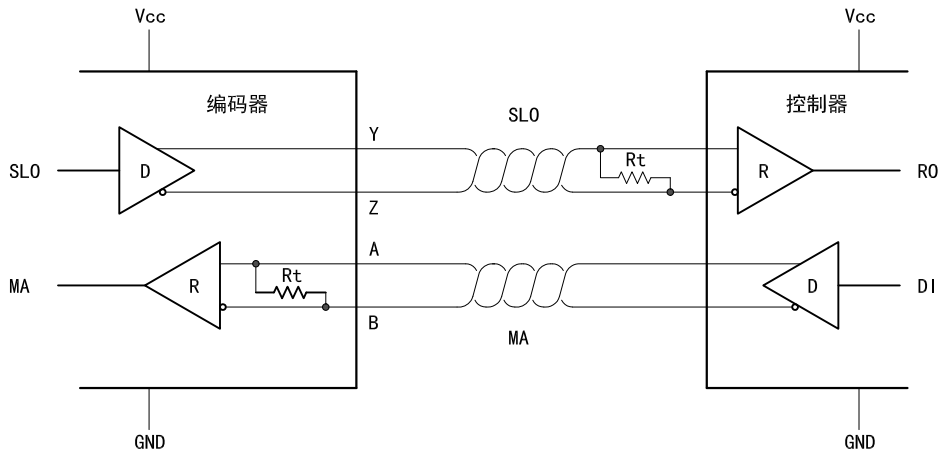 Vcc
Vcc
编码器
控制器
SLO
Y
D
Rt
R
SLO
RO
Z
A
MA
R
Rt
D
DI
B
MA
GND
GND